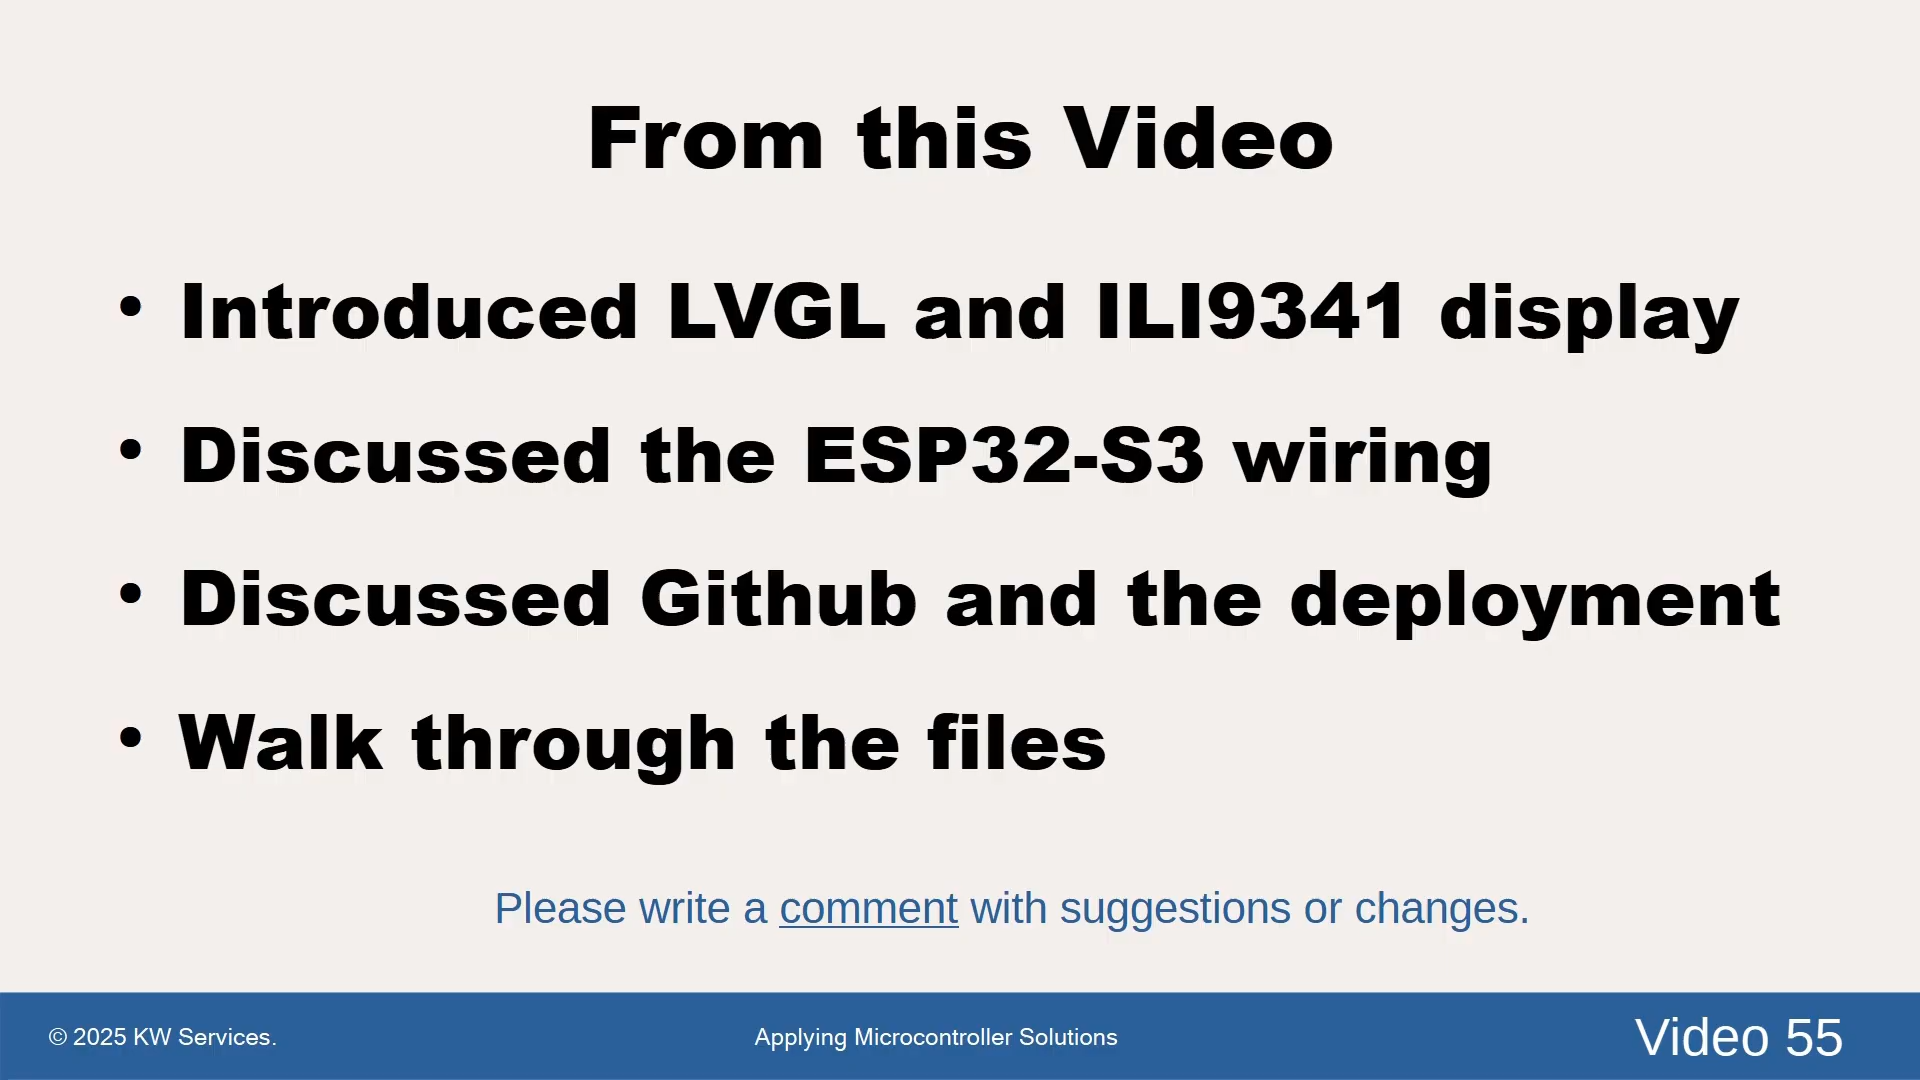 From this Video
• Introduced LVGL and ILI9341 display
• Discussed the ESP32-S3 wiring
• Discussed Github and the deployment
• Walk through the files
Please write a comment with suggestions or changes.
© 2025 KW Services.
Applying Microcontroller Solutions
Video 55